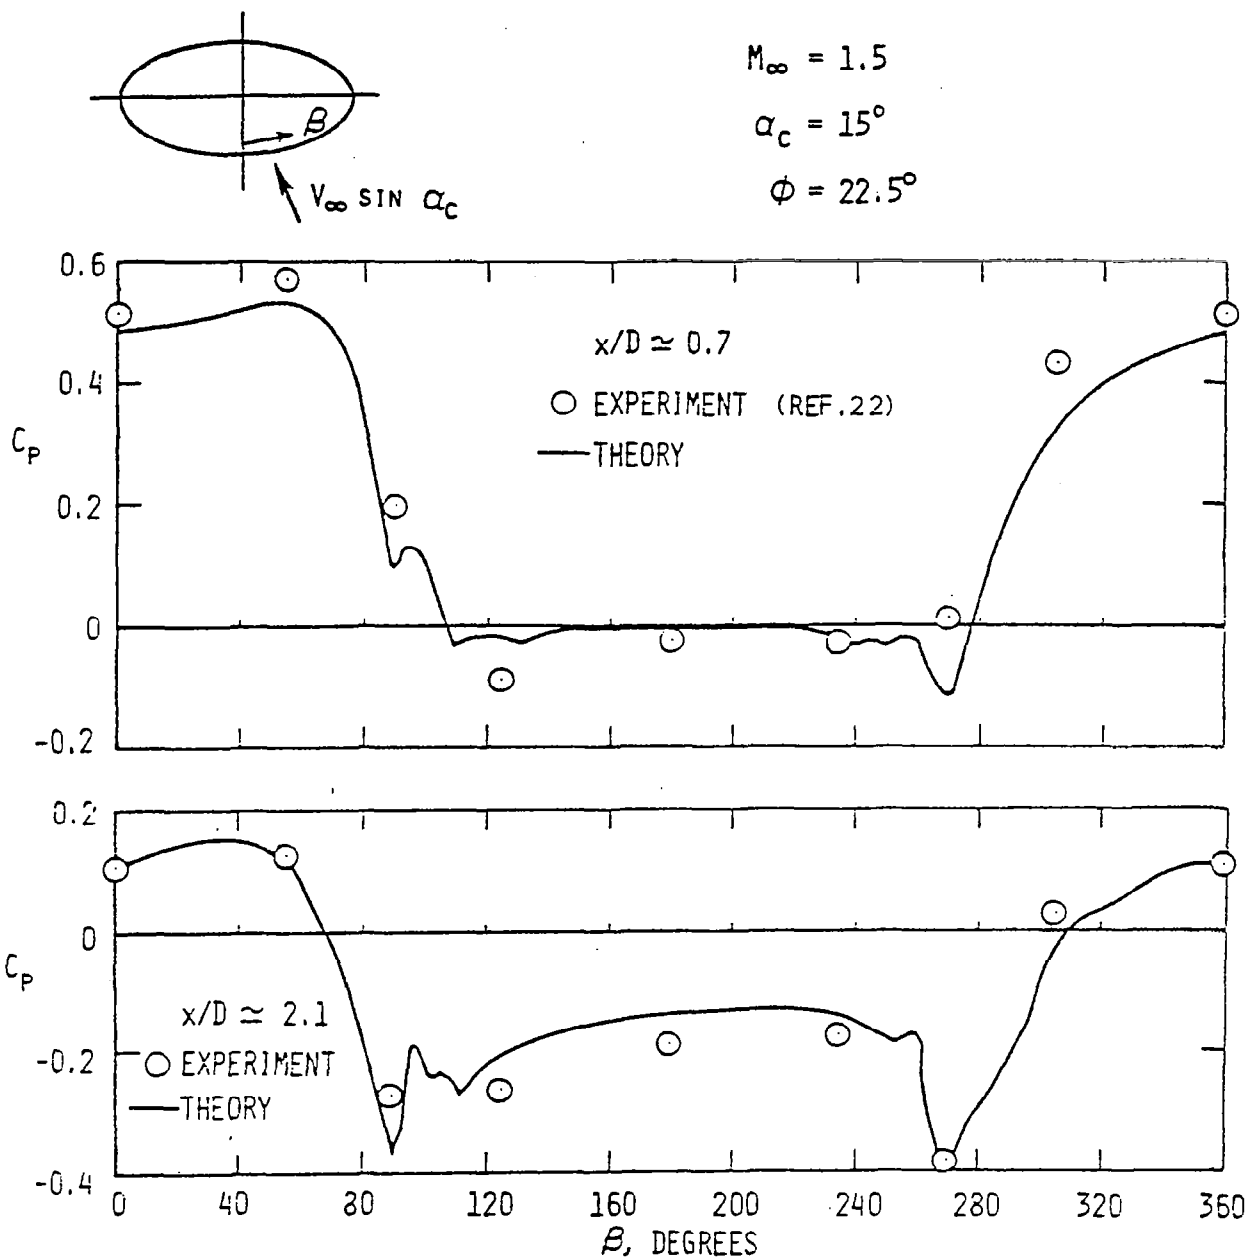 β
V∞ SIN αc
M∞ = 1.5
αc = 15°
φ = 22.5°
0.6
0.4
0.2
0
-0.2
Cp
x/D ≃ 0.7
EXPERIMENT (REF.22)
THEORY
0.2
0
-0.2
-0.4
Cp
x/D ≃ 2.1
EXPERIMENT
THEORY
0 40 80 120 160 200 240 280 320 360
β, DEGREES